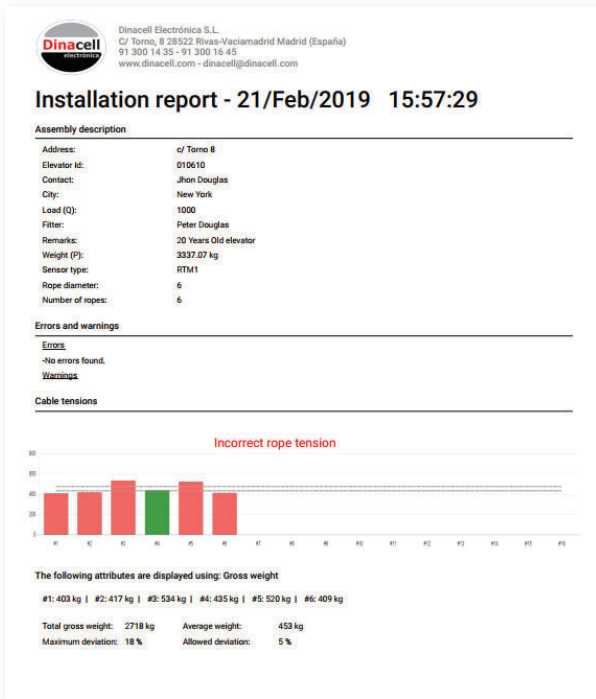 Dinacell
electrónica
Dinacell Electrónica S.L.
C/ Torno, 8 28522 Rivas-Vaciamadrid Madrid (España)
91 300 14 35 - 91 300 16 45
www.dinacell.com - dinacell@dinacell.com
Installation report - 21/Feb/2019 15:57:29
Assembly description
Address: c/ Torno 8
Elevator Id: 010610
Contact: Jhon Douglas
City: New York
Load (Q): 1000
Fitter: Peter Douglas
Remarks: 20 Years Old elevator
Weight (P): 3337.07 kg
Sensor type: RTM1
Rope diameter: 6
Number of ropes: 6
Errors and warnings
Errors
-No errors found.
Warnings
Cable tensions
Incorrect rope tension
#1 #2 #3 #4 #5 #6 #7 #8 #9 #10 #11 #12 #13 #14 #15 #16
The following attributes are displayed using: Gross weight
#1: 403 kg | #2: 417 kg | #3: 534 kg | #4: 435 kg | #5: 520 kg | #6: 409 kg
Total gross weight: 2718 kg Average weight: 453 kg
Maximum deviation: 18 % Allowed deviation: 5 %